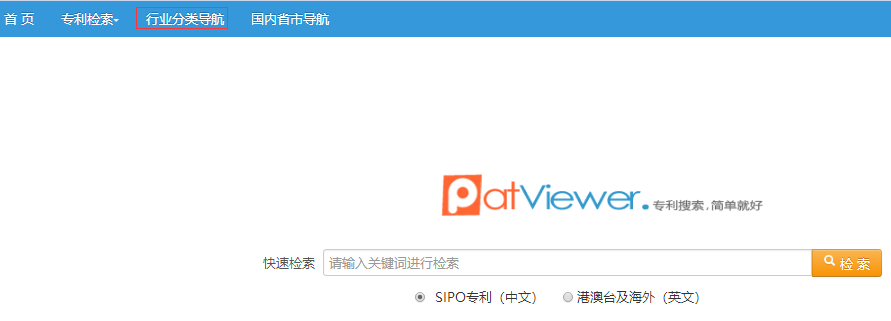 首 页 专利检索 行业分类导航 国内省市导航
PatViewer. 专利搜索,简单就好
快速检索 请输入关键词进行检索 检 索
SIPO专利（中文） 港澳台及海外（英文）